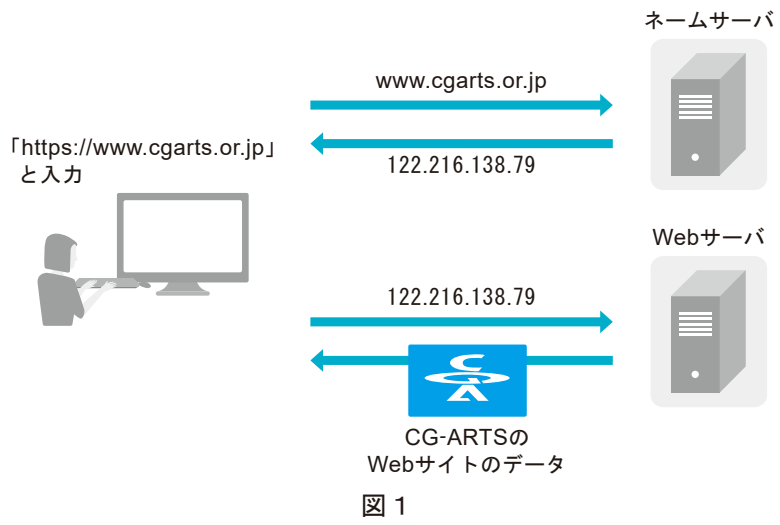 ネームサーバ
www.cgarts.or.jp
「https://www.cgarts.or.jp」
と入力
122.216.138.79
Webサーバ
122.216.138.79
CGA
CG-ARTSの
Webサイトのデータ
図1